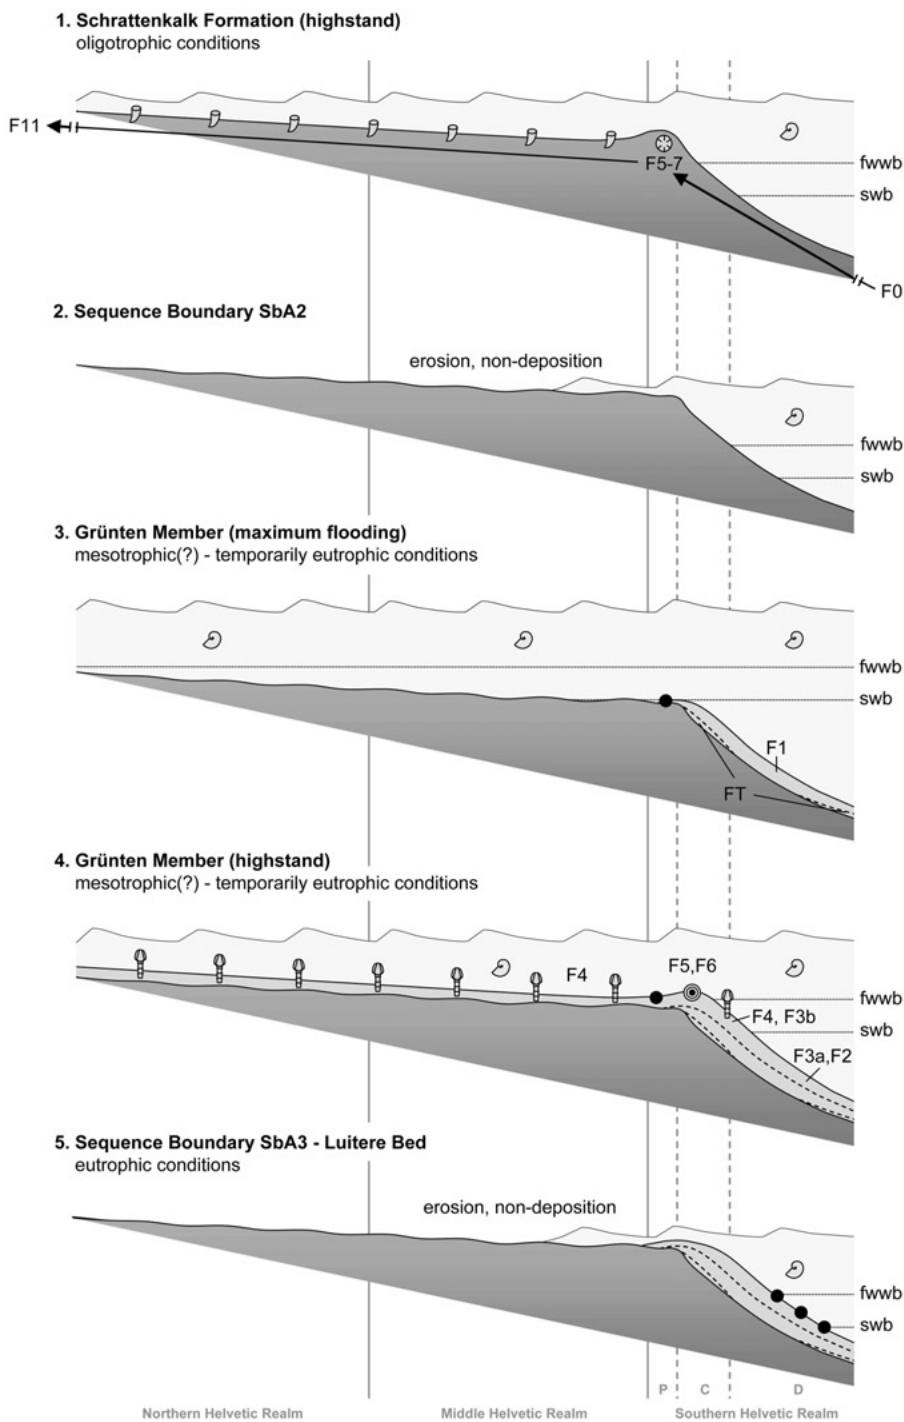 1. Schrattenkalk Formation (highstand)
oligotrophic conditions
F11
F5-7
fwwb
swb
F0
2. Sequence Boundary SbA2
erosion, non-deposition
fwwb
swb
3. Grünten Member (maximum flooding)
mesotrophic(?) - temporarily eutrophic conditions
fwwb
swb
F1
FT
4. Grünten Member (highstand)
mesotrophic(?) - temporarily eutrophic conditions
F4
F5,F6
fwwb
F4, F3b
swb
F3a,F2
5. Sequence Boundary SbA3 - Luitere Bed
eutrophic conditions
erosion, non-deposition
fwwb
swb
P C D
Northern Helvetic Realm Middle Helvetic Realm Southern Helvetic Realm